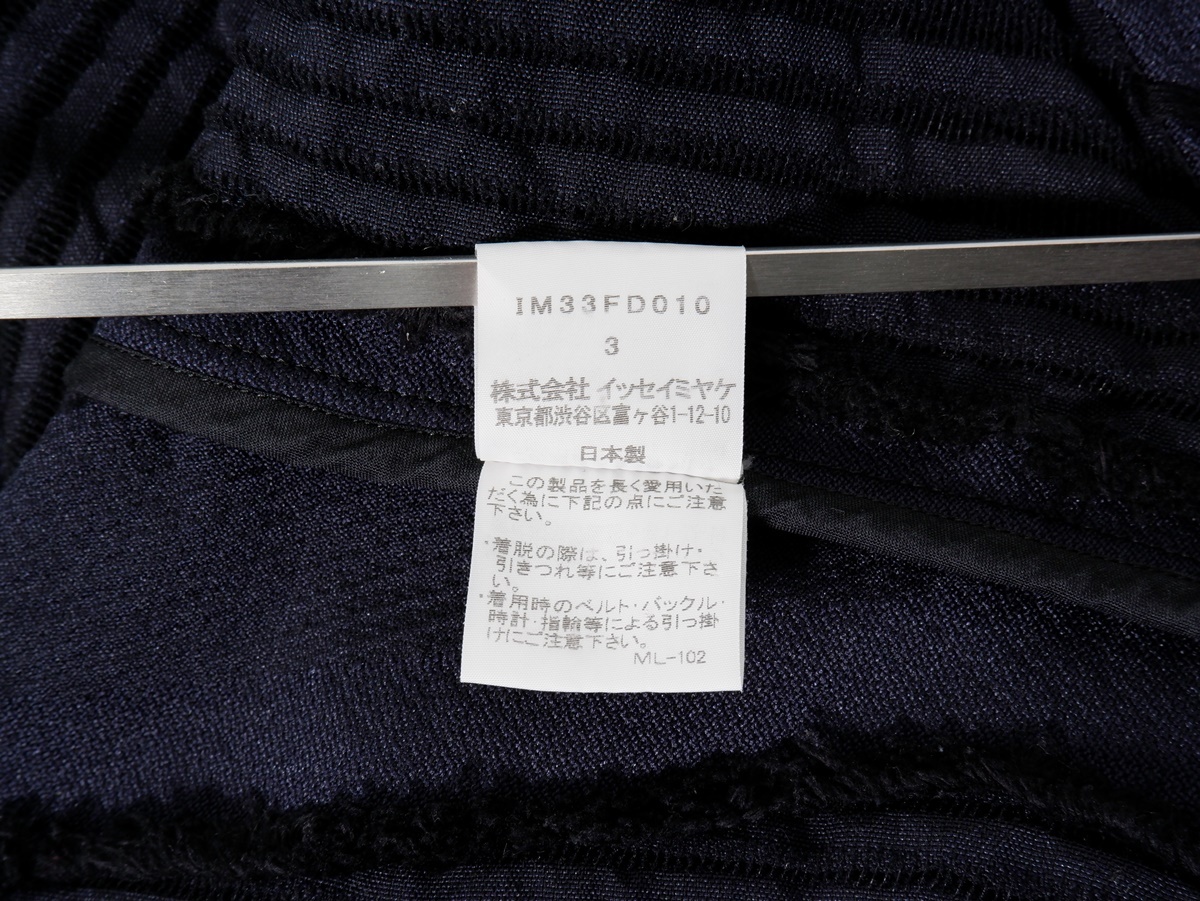 IM33FD010
3
株式会社 イッセイミヤケ
東京都渋谷区富ヶ谷1-12-10
日本製
この製品を長く愛用いた
だく為に下記の点にご注意
下さい。
・着脱の際は、引っ掛け・
引きつれ等にご注意下さ
い。
・着用時のベルト・バックル・
時計・指輪等による引っ掛
けにご注意下さい。
ML-102